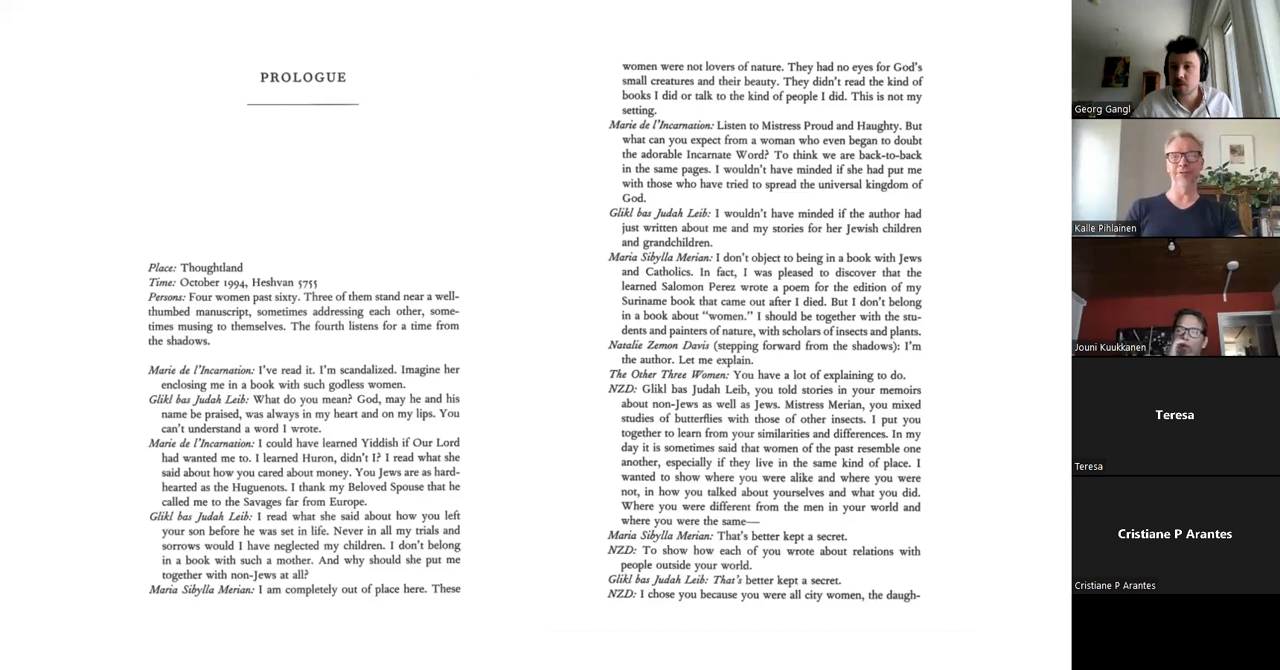 PROLOGUE
Place: Thoughtland
Time: October 1994, Heshvan 5755
Persons: Four women past sixty. Three of them stand near a well-
thumbed manuscript, sometimes addressing each other, some-
times musing to themselves. The fourth listens for a time from
the shadows.
Marie de l'Incarnation: I've read it. I'm scandalized. Imagine her
enclosing me in a book with such godless women.
Glikl bas Judah Leib: What do you mean? God, may he and his
name be praised, was always in my heart and on my lips. You
can't understand a word I wrote.
Marie de l'Incarnation: I could have learned Yiddish if Our Lord
had wanted me to. I learned Huron, didn't I? I read what she
said about how you cared about money. You Jews are as hard-
hearted as the Huguenots. I thank my Beloved Spouse that he
called me to the Savages far from Europe.
Glikl bas Judah Leib: I read what she said about how you left
your son before he was set in life. Never in all my trials and
sorrows would I have neglected my children. I don't belong
in a book with such a mother. And why should she put me
together with non-Jews at all?
Maria Sibylla Merian: I am completely out of place here. These
women were not lovers of nature. They had no eyes for God's
small creatures and their beauty. They didn't read the kind of
books I did or talk to the kind of people I did. This is not my
setting.
Marie de l'Incarnation: Listen to Mistress Proud and Haughty. But
what can you expect from a woman who even began to doubt
the adorable Incarnate Word? To think we are back-to-back
in the same pages. I wouldn't have minded if she had put me
with those who have tried to spread the universal kingdom of
God.
Glikl bas Judah Leib: I wouldn't have minded if the author had
just written about me and my stories for her Jewish children
and grandchildren.
Maria Sibylla Merian: I don't object to being in a book with Jews
and Catholics. In fact, I was pleased to discover that the
learned Salomon Perez wrote a poem for the edition of my
Suriname book that came out after I died. But I don't belong
in a book about "women." I should be together with the stu-
dents and painters of nature, with scholars of insects and plants.
Natalie Zemon Davis (stepping forward from the shadows): I'm
the author. Let me explain.
The Other Three Women: You have a lot of explaining to do.
NZD: Glikl bas Judah Leib, you told stories in your memoirs
about non-Jews as well as Jews. Mistress Merian, you mixed
studies of butterflies with those of other insects. I put you
together to learn from your similarities and differences. In my
day it is sometimes said that women of the past resemble one
another, especially if they live in the same kind of place. I
wanted to show where you were alike and where you were
not, in how you talked about yourselves and what you did.
Where you were different from the men in your world and
where you were the same—
Maria Sibylla Merian: That's better kept a secret.
NZD: To show how each of you wrote about relations with
people outside your world.
Glikl bas Judah Leib: That's better kept a secret.
NZD: I chose you because you were all city women, the daugh-
Georg Gangl
Kalle Pihlainen
Jouni Kuukkanen
Teresa
Teresa
Cristiane P Arantes
Cristiane P Arantes